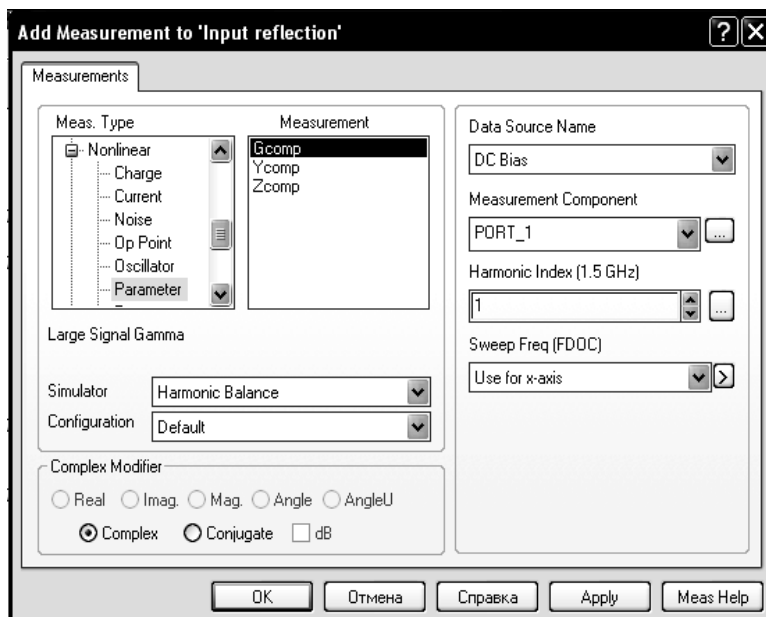 Add Measurement to 'Input reflection'
Measurements
Meas. Type
Measurement
Nonlinear
Charge
Current
Noise
Op Point
Oscillator
Parameter
Gcomp
Ycomp
Zcomp
Large Signal Gamma
Simulator
Harmonic Balance
Configuration
Default
Complex Modifier
Real Imag. Mag. Angle AngleU
Complex Conjugate dB
Data Source Name
DC Bias
Measurement Component
PORT_1
...
Harmonic Index (1.5 GHz)
1
...
Sweep Freq (FDOC)
Use for x-axis
>
OK Отмена Справка Apply Meas Help